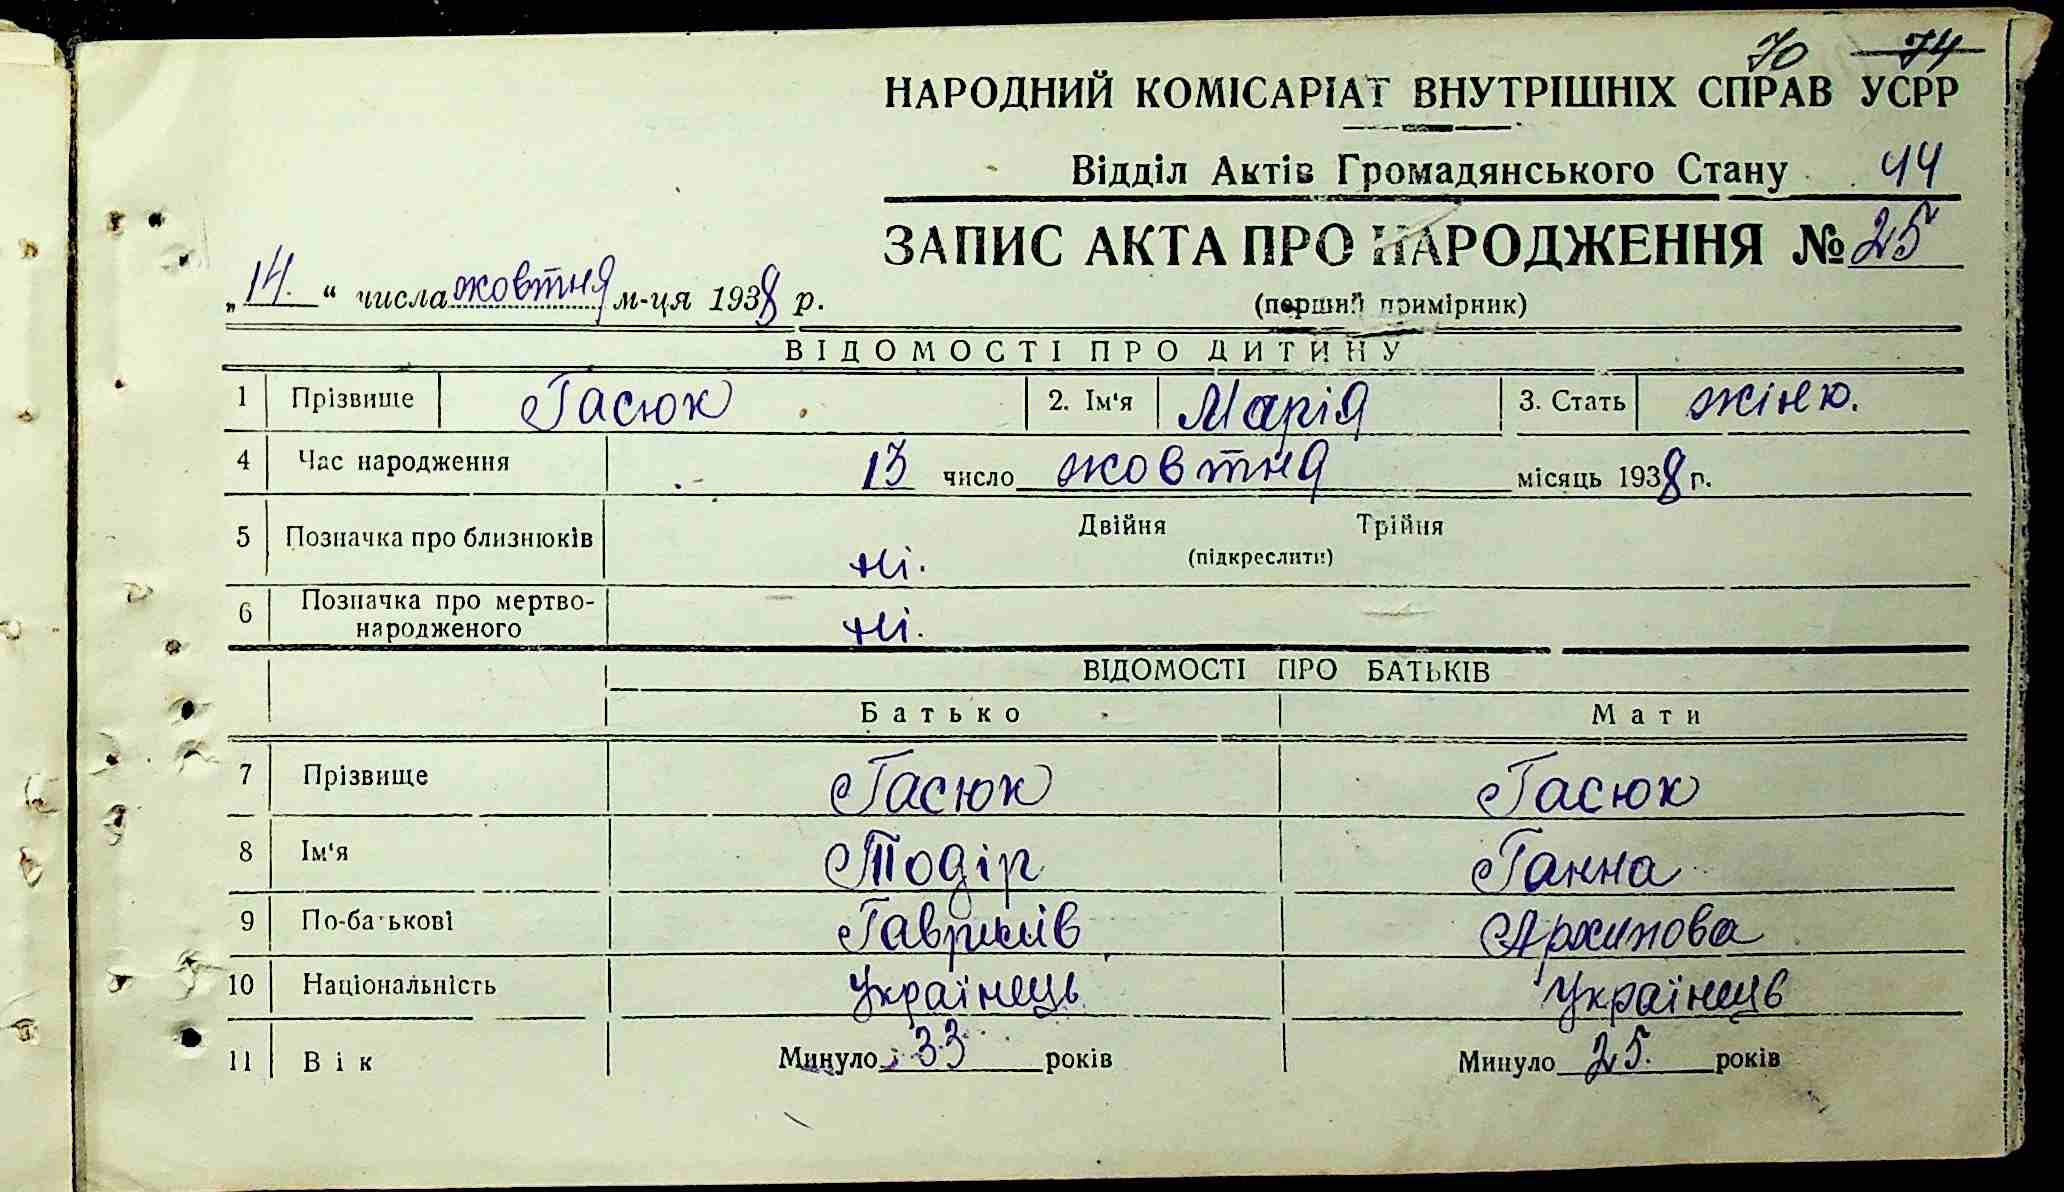 70 74
НАРОДНИЙ КОМІСАРІАТ ВНУТРІШНІХ СПРАВ УСРР
Відділ Актів Громадянського Стану 44
ЗАПИС АКТА ПРО НАРОДЖЕННЯ № 25
„14.“ числа жовтня м-ця 1938 р. (перший примірник)
ВІДОМОСТІ ПРО ДИТИНУ
1 Прізвище Гасюк 2. Ім'я Марія 3. Стать жіню.
4 Час народження 13 число жовтня місяць 1938 р.
5 Позначка про близнюків ні. Двійня Трійня
(підкреслити)
6 Позначка про мертво-
народженого ні.
ВІДОМОСТІ ПРО БАТЬКІВ
Батько Мати
7 Прізвище Гасюк Гасюк
8 Ім'я Тодір Ганна
9 По-батькові Гаврилів Архипова
10 Національність Українець Українець
11 Вік Минуло 33 років Минуло 25. років